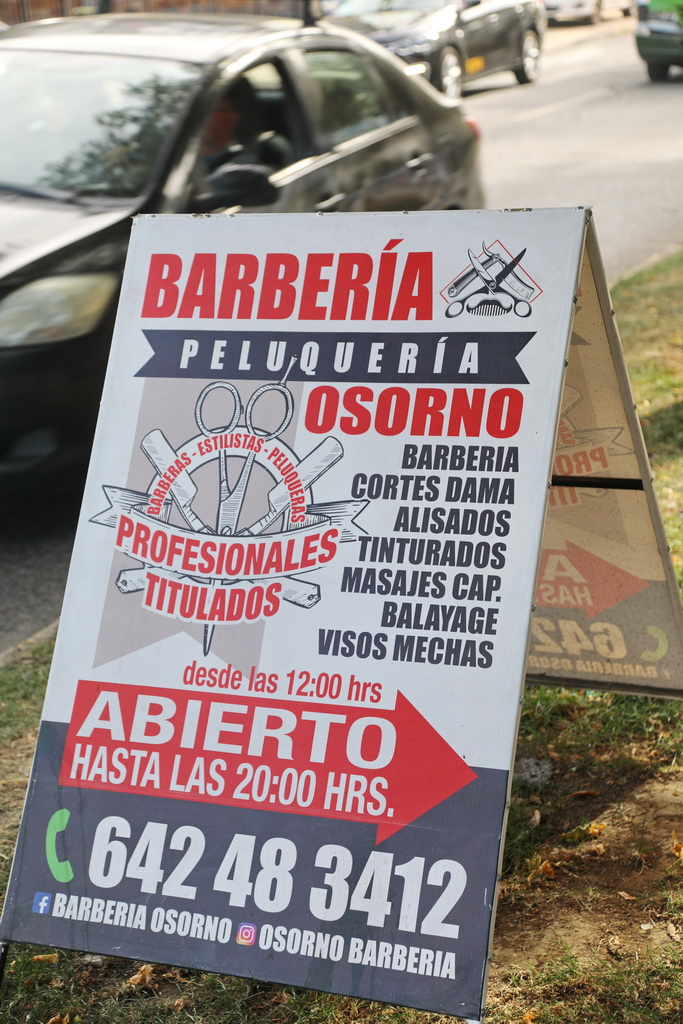 BARBERÍA
PELUQUERÍA
OSORNO
BARBERAS - ESTILISTAS - PELUQUERAS
PROFESIONALES
TITULADOS
BARBERIA
CORTES DAMA
ALISADOS
TINTURADOS
MASAJES CAP.
BALAYAGE
VISOS MECHAS
desde las 12:00 hrs
ABIERTO
HASTA LAS 20:00 HRS.
642 48 3412
BARBERIA OSORNO OSORNO BARBERIA